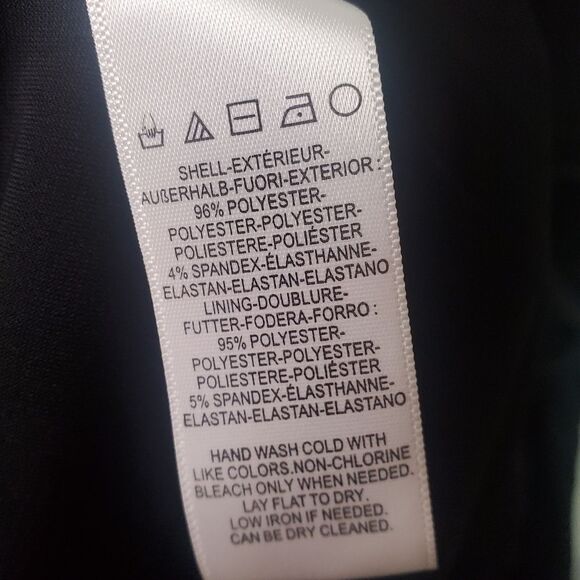 SHELL-EXTÉRIEUR-
AUßERHALB-FUORI-EXTERIOR :
96% POLYESTER-
POLYESTER-POLYESTER-
POLIESTERE-POLIÉSTER
4% SPANDEX-ÉLASTHANNE-
ELASTAN-ELASTAN-ELASTANO
LINING-DOUBLURE-
FUTTER-FODERA-FORRO :
95% POLYESTER-
POLYESTER-POLYESTER-
POLIESTERE-POLIÉSTER
5% SPANDEX-ÉLASTHANNE-
ELASTAN-ELASTAN-ELASTANO
HAND WASH COLD WITH
LIKE COLORS.NON-CHLORINE
BLEACH ONLY WHEN NEEDED.
LAY FLAT TO DRY.
LOW IRON IF NEEDED.
CAN BE DRY CLEANED.